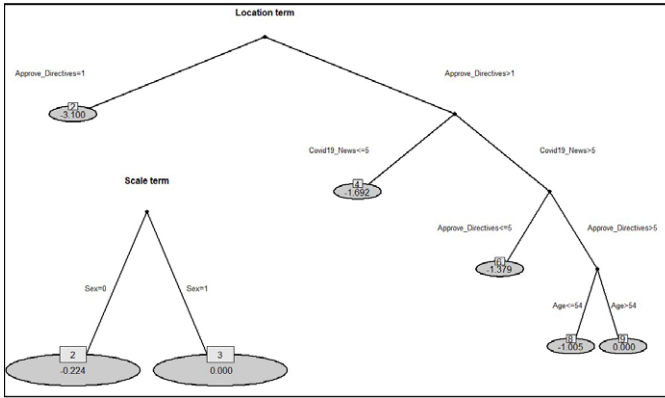 Location term
Approve_Directives=1
Approve_Directives>1
2
-3.100
Covid19_News<=5
Covid19_News>5
Scale term
4
-1.692
Approve_Directives<=5
Approve_Directives>5
6
-1.379
Sex=0
Sex=1
Age<=54
Age>54
8
-1.005
9
0.000
2
-0.224
3
0.000